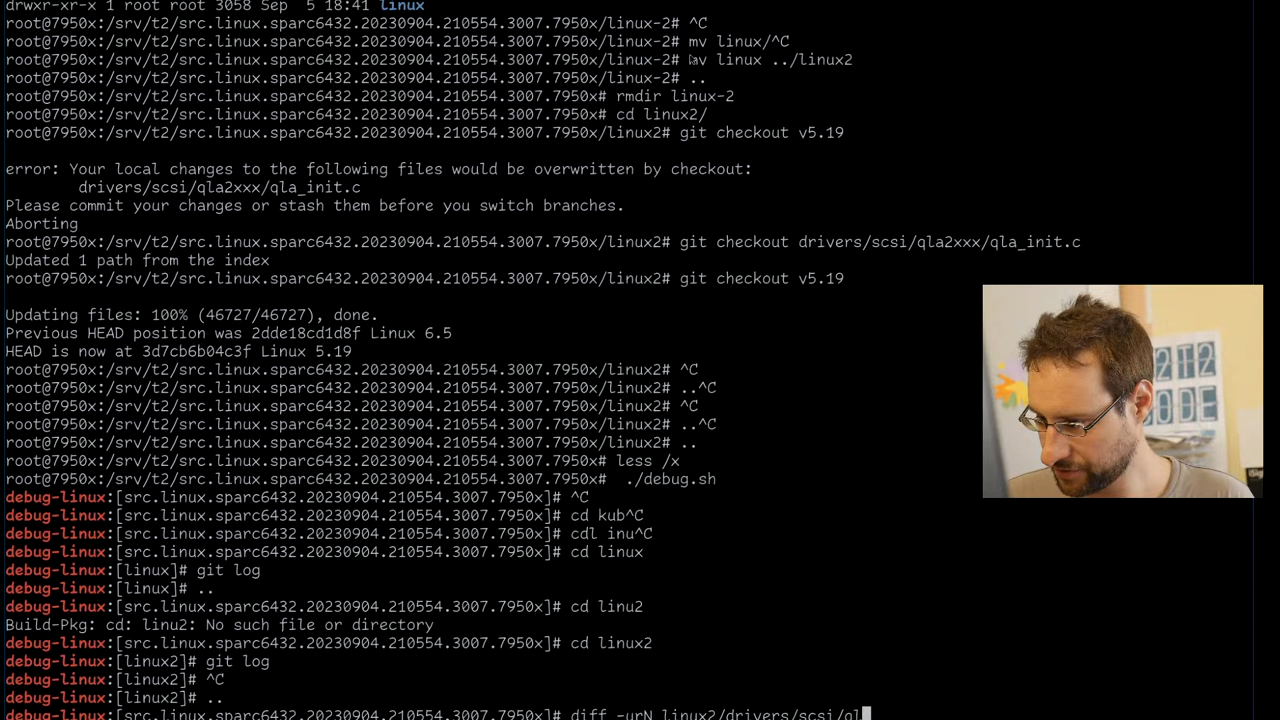 drwxr-xr-x 1 root root 3058 Sep  5 18:41 linux
root@7950x:/srv/t2/src.linux.sparc6432.20230904.210554.3007.7950x/linux-2# ^C
root@7950x:/srv/t2/src.linux.sparc6432.20230904.210554.3007.7950x/linux-2# mv linux/^C
root@7950x:/srv/t2/src.linux.sparc6432.20230904.210554.3007.7950x/linux-2# mv linux ../linux2
root@7950x:/srv/t2/src.linux.sparc6432.20230904.210554.3007.7950x/linux-2# ..
root@7950x:/srv/t2/src.linux.sparc6432.20230904.210554.3007.7950x# rmdir linux-2
root@7950x:/srv/t2/src.linux.sparc6432.20230904.210554.3007.7950x# cd linux2/
root@7950x:/srv/t2/src.linux.sparc6432.20230904.210554.3007.7950x/linux2# git checkout v5.19
error: Your local changes to the following files would be overwritten by checkout:
        drivers/scsi/qla2xxx/qla_init.c
Please commit your changes or stash them before you switch branches.
Aborting
root@7950x:/srv/t2/src.linux.sparc6432.20230904.210554.3007.7950x/linux2# git checkout drivers/scsi/qla2xxx/qla_init.c
Updated 1 path from the index
root@7950x:/srv/t2/src.linux.sparc6432.20230904.210554.3007.7950x/linux2# git checkout v5.19
Updating files: 100% (46727/46727), done.
Previous HEAD position was 2dde18cd1d8f Linux 6.5
HEAD is now at 3d7cb6b04c3f Linux 5.19
root@7950x:/srv/t2/src.linux.sparc6432.20230904.210554.3007.7950x/linux2# ^C
root@7950x:/srv/t2/src.linux.sparc6432.20230904.210554.3007.7950x/linux2# ..^C
root@7950x:/srv/t2/src.linux.sparc6432.20230904.210554.3007.7950x/linux2# ^C
root@7950x:/srv/t2/src.linux.sparc6432.20230904.210554.3007.7950x/linux2# ..^C
root@7950x:/srv/t2/src.linux.sparc6432.20230904.210554.3007.7950x/linux2# ..
root@7950x:/srv/t2/src.linux.sparc6432.20230904.210554.3007.7950x# less /x
root@7950x:/srv/t2/src.linux.sparc6432.20230904.210554.3007.7950x#  ./debug.sh
debug-linux:[src.linux.sparc6432.20230904.210554.3007.7950x]# ^C
debug-linux:[src.linux.sparc6432.20230904.210554.3007.7950x]# cd kub^C
debug-linux:[src.linux.sparc6432.20230904.210554.3007.7950x]# cdl inu^C
debug-linux:[src.linux.sparc6432.20230904.210554.3007.7950x]# cd linux
debug-linux:[linux]# git log
debug-linux:[linux]# ..
debug-linux:[src.linux.sparc6432.20230904.210554.3007.7950x]# cd linu2
Build-Pkg: cd: linu2: No such file or directory
debug-linux:[src.linux.sparc6432.20230904.210554.3007.7950x]# cd linux2
debug-linux:[linux2]# git log
debug-linux:[linux2]# ^C
debug-linux:[linux2]# ..
debug-linux:[src.linux.sparc6432.20230904.210554.3007.7950x]# diff -urN linux2/drivers/scsi/ql